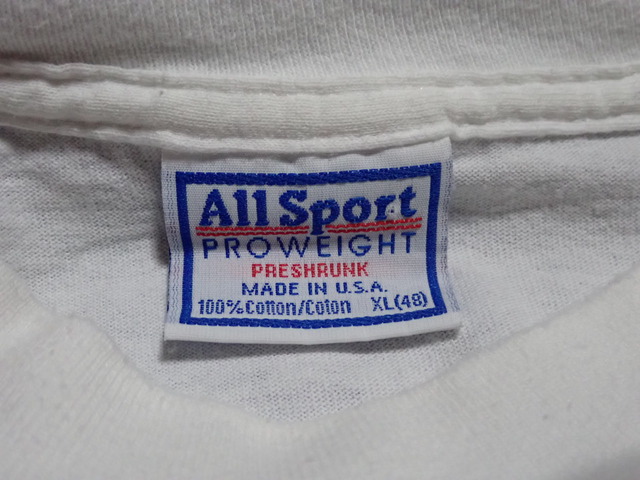 All Sport
PROWEIGHT
PRESHRUNK
MADE IN U.S.A.
100% Cotton/Coton XL(48)